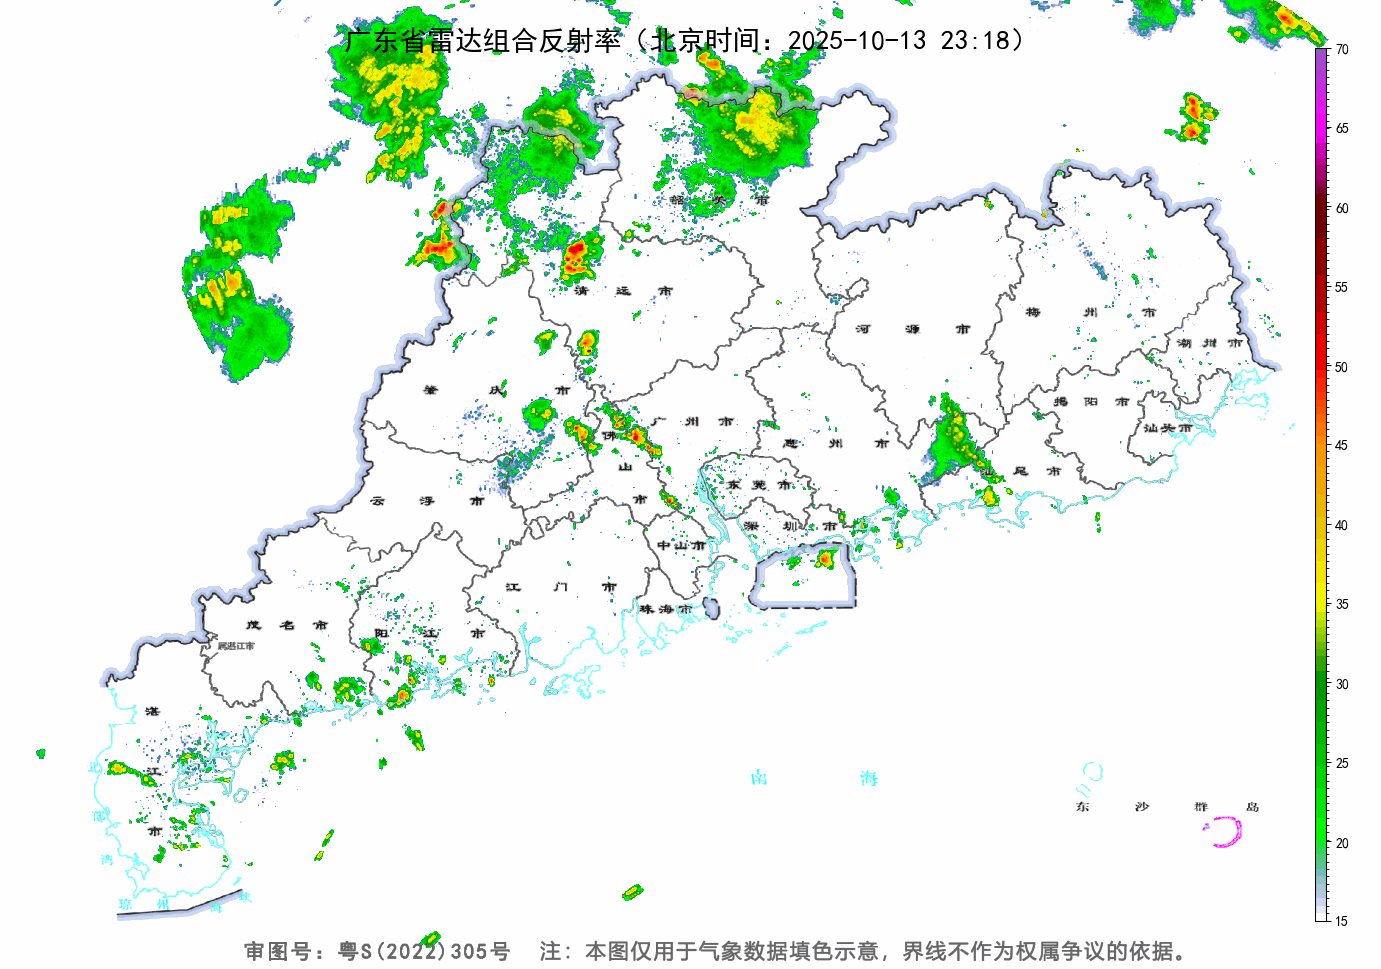 广东省雷达组合反射率（北京时间：2025-10-13 23:18）
70
65
60
55
50
45
40
35
30
25
20
15
韶关市
清远市
河源市
梅州市
潮州市
肇庆市
广州市
惠州市
揭阳市
汕头市
佛山市
云浮市
东莞市
汕尾市
深圳市
中山市
江门市
珠海市
茂名市
属湛江市
阳江市
湛江市
北部湾
南海
东沙群岛
琼州海峡
审图号：粤S(2022)305号 注：本图仅用于气象数据填色示意，界线不作为权属争议的依据。